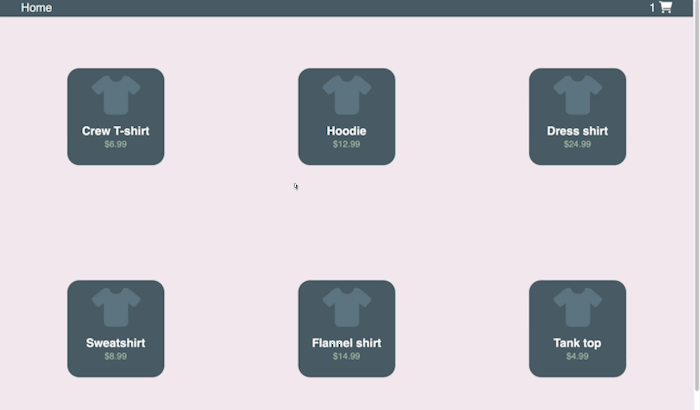 Home 1
Crew T-shirt
$6.99
Hoodie
$12.99
Dress shirt
$24.99
Sweatshirt
$8.99
Flannel shirt
$14.99
Tank top
$4.99